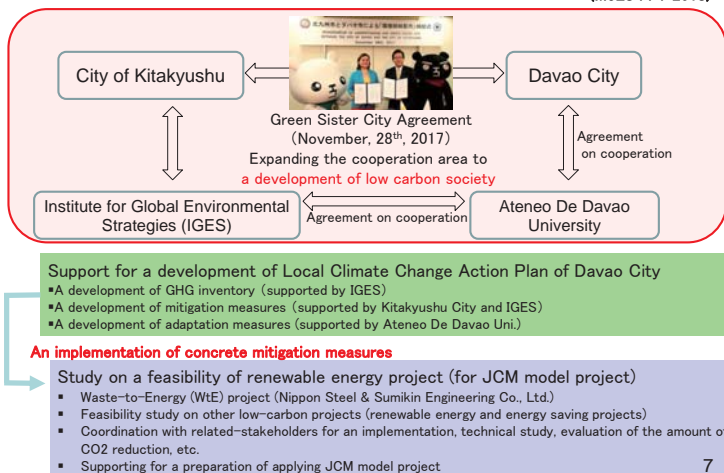 City of Kitakyushu
Davao City
Green Sister City Agreement
(November, 28th, 2017)
Expanding the cooperation area to
a development of low carbon society
Agreement
on cooperation
Institute for Global Environmental
Strategies (IGES)
Agreement on cooperation
Ateneo De Davao
University
Support for a development of Local Climate Change Action Plan of Davao City
▪A development of GHG inventory (supported by IGES)
▪A development of mitigation measures (supported by Kitakyushu City and IGES)
▪A development of adaptation measures (supported by Ateneo De Davao Uni.)
An implementation of concrete mitigation measures
Study on a feasibility of renewable energy project (for JCM model project)
▪ Waste-to-Energy (WtE) project (Nippon Steel & Sumikin Engineering Co., Ltd.)
▪ Feasibility study on other low-carbon projects (renewable energy and energy saving projects)
▪ Coordination with related-stakeholders for an implementation, technical study, evaluation of the amount of
CO2 reduction, etc.
▪ Supporting for a preparation of applying JCM model project
7